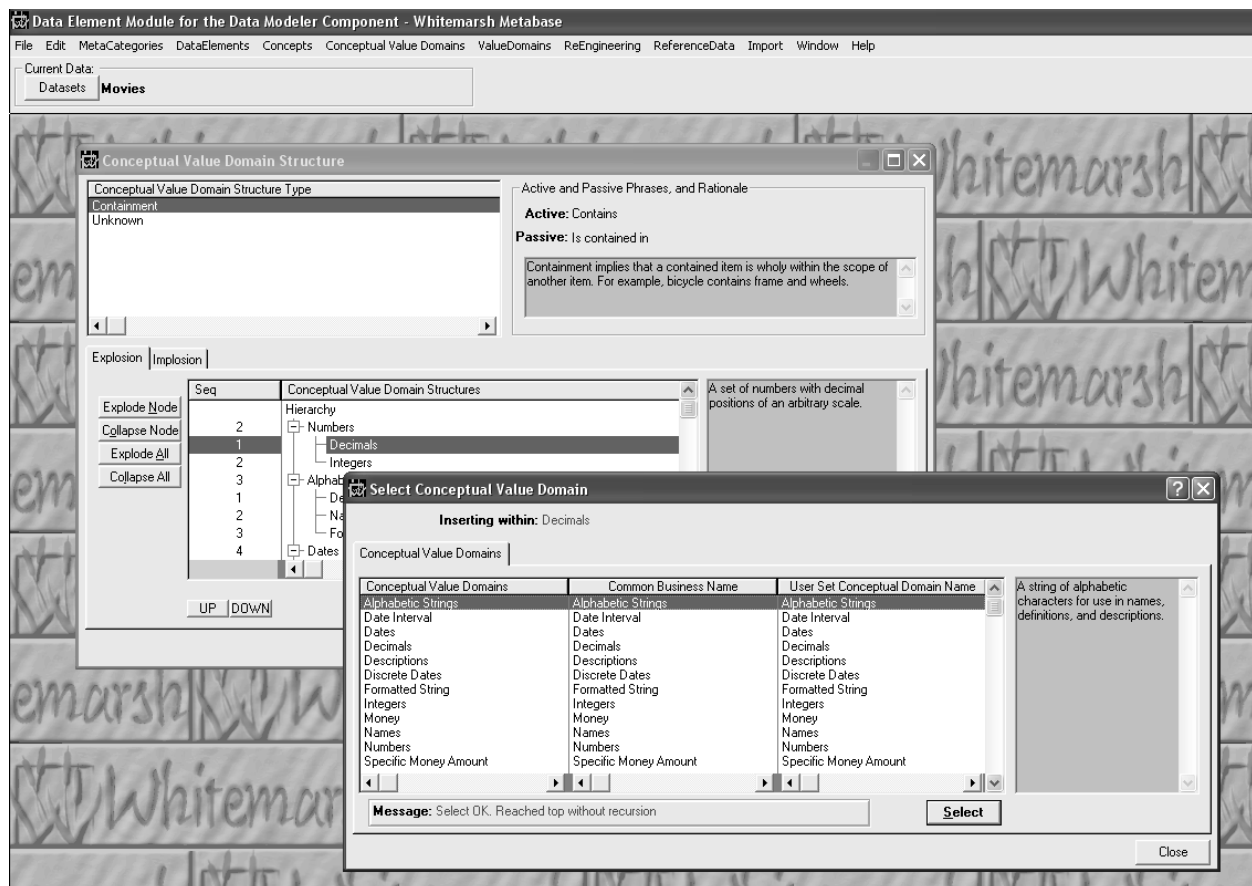 Data Element Module for the Data Modeler Component - Whitemarsh Metabase
File Edit MetaCategories DataElements Concepts Conceptual Value Domains ValueDomains ReEngineering ReferenceData Import Window Help
Current Data:
Datasets Movies
Conceptual Value Domain Structure
Conceptual Value Domain Structure Type
Containment
Unknown
Active and Passive Phrases, and Rationale
Active: Contains
Passive: Is contained in
Containment implies that a contained item is wholy within the scope of
another item. For example, bicycle contains frame and wheels.
Explosion Implosion
Explode Node
Collapse Node
Explode All
Collapse All
Seq Conceptual Value Domain Structures
Hierarchy
2 Numbers
1 Decimals
2 Integers
3 Alphab
1 De
2 Na
3 Fo
4 Dates
A set of numbers with decimal
positions of an arbitrary scale.
UP DOWN
Select Conceptual Value Domain
Inserting within: Decimals
Conceptual Value Domains
Conceptual Value Domains Common Business Name User Set Conceptual Domain Name
Alphabetic Strings Alphabetic Strings Alphabetic Strings
Date Interval Date Interval Date Interval
Dates Dates Dates
Decimals Decimals Decimals
Descriptions Descriptions Descriptions
Discrete Dates Discrete Dates Discrete Dates
Formatted String Formatted String Formatted String
Integers Integers Integers
Money Money Money
Names Names Names
Numbers Numbers Numbers
Specific Money Amount Specific Money Amount Specific Money Amount
A string of alphabetic
characters for use in names,
definitions, and descriptions.
Message: Select OK. Reached top without recursion
Select
Close
Whitemarsh